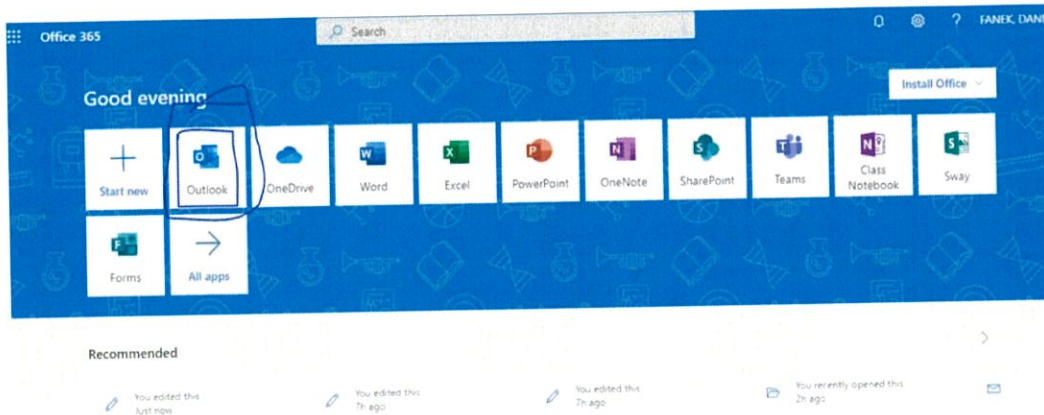 Office 365
Search
? FANEK, DANI
Good evening
Install Office
Start new
Outlook
OneDrive
Word
Excel
PowerPoint
OneNote
SharePoint
Teams
Class Notebook
Sway
Forms
All apps
Recommended
You edited this
Just now
You edited this
7h ago
You edited this
7h ago
You recently opened this
2h ago